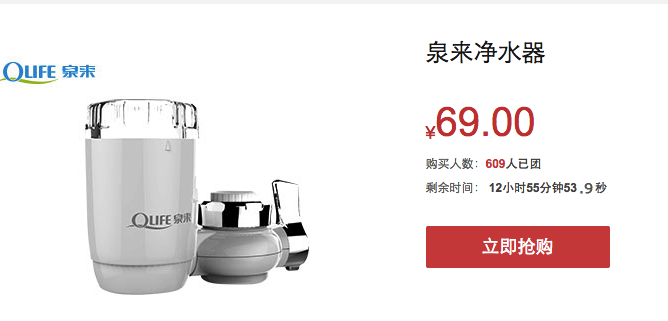 泉来净水器
QLIFE 泉来
¥69.00
QLIFE 泉来
购买人数：609人已团
剩余时间： 12小时55分钟53.9秒
立即抢购